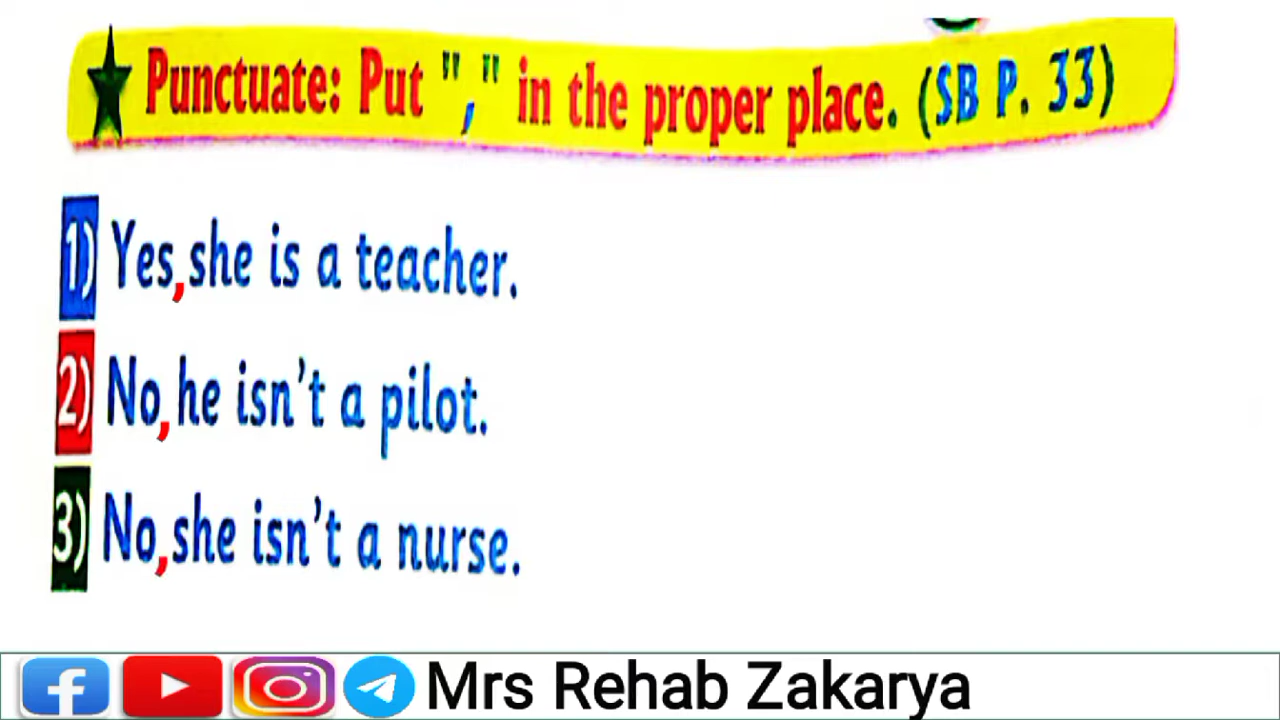 Punctuate: Put "," in the proper place. (SB P. 33)
1) Yes,she is a teacher.
2) No,he isn't a pilot.
3) No,she isn't a nurse.
Mrs Rehab Zakarya